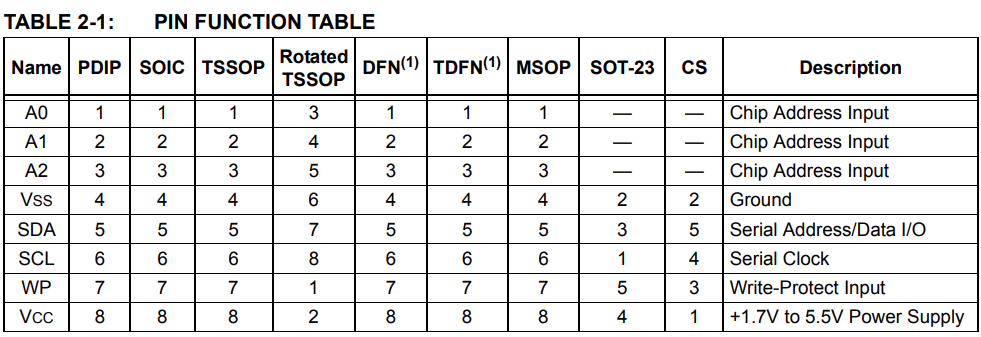 TABLE 2-1: PIN FUNCTION TABLE
Name PDIP SOIC TSSOP Rotated TSSOP DFN(1) TDFN(1) MSOP SOT-23 CS Description
A0 1 1 1 3 1 1 1 — — Chip Address Input
A1 2 2 2 4 2 2 2 — — Chip Address Input
A2 3 3 3 5 3 3 3 — — Chip Address Input
VSS 4 4 4 6 4 4 4 2 2 Ground
SDA 5 5 5 7 5 5 5 3 5 Serial Address/Data I/O
SCL 6 6 6 8 6 6 6 1 4 Serial Clock
WP 7 7 7 1 7 7 7 5 3 Write-Protect Input
VCC 8 8 8 2 8 8 8 4 1 +1.7V to 5.5V Power Supply